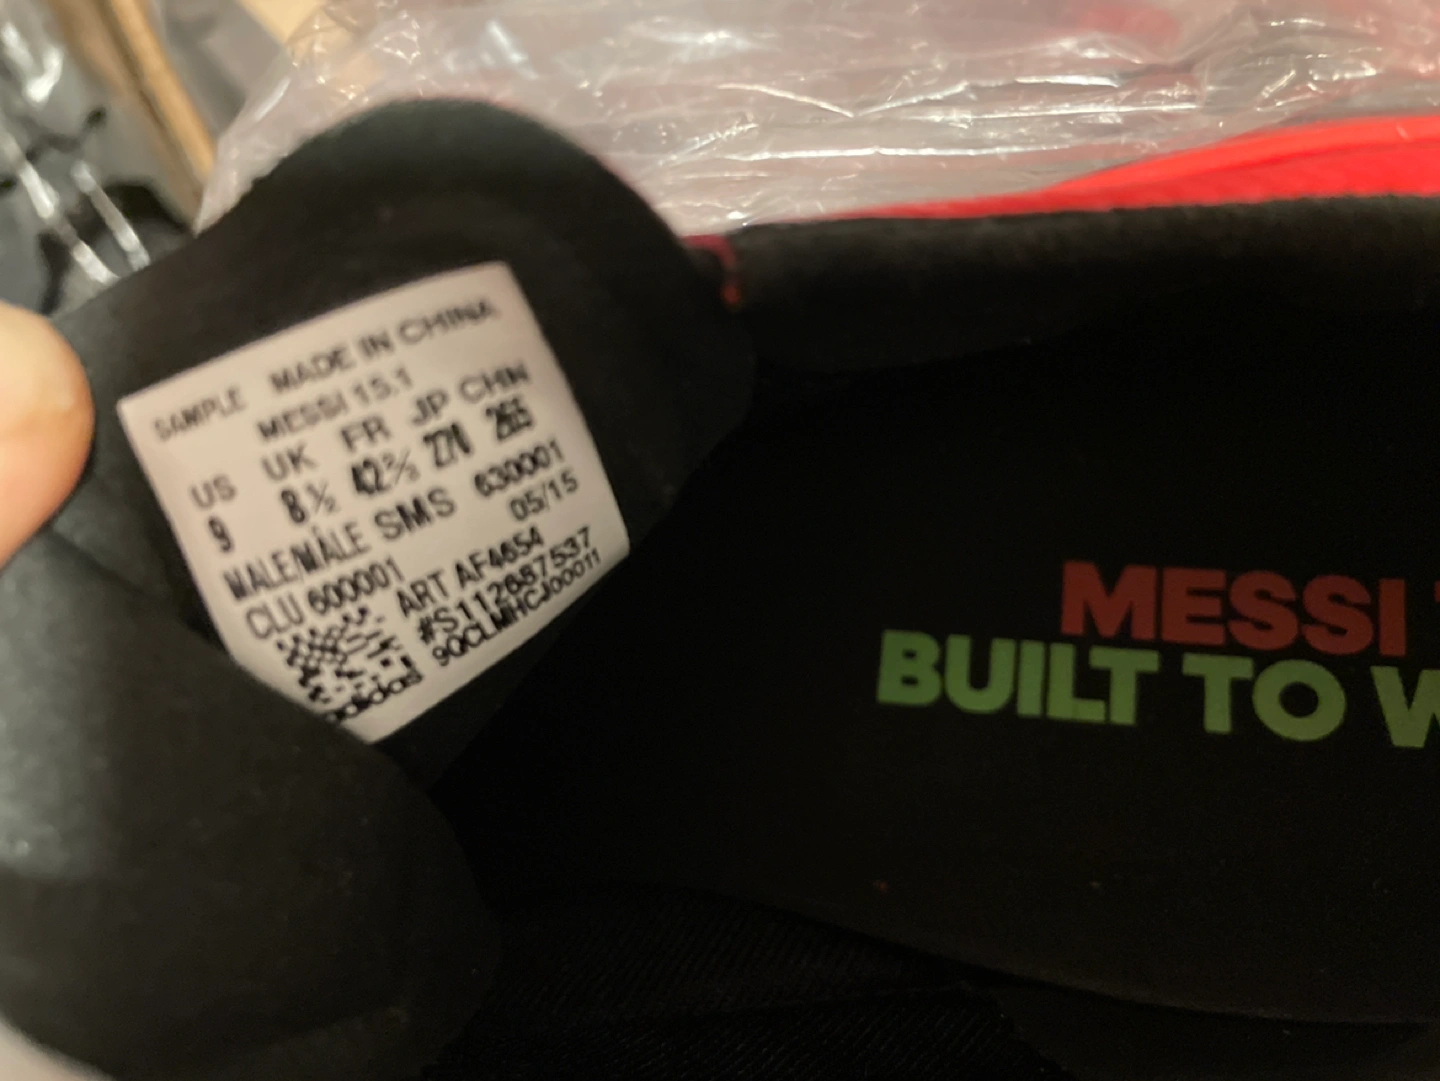 SAMPLE MADE IN CHINA
MESSI 15.1
US UK FR JP CHN
9 8½ 42⅔ 270 265
MALE/MÂLE SMS 630001
CLU 600001 05/15
ART AF4654
#S112687537
9QCLMHCJ00011
adidas
MESSI
BUILT TO